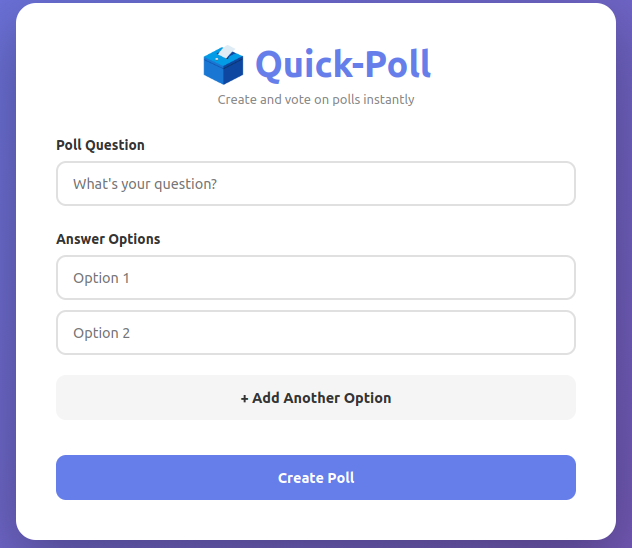 Quick-Poll
Create and vote on polls instantly
Poll Question
What's your question?
Answer Options
Option 1
Option 2
+ Add Another Option
Create Poll